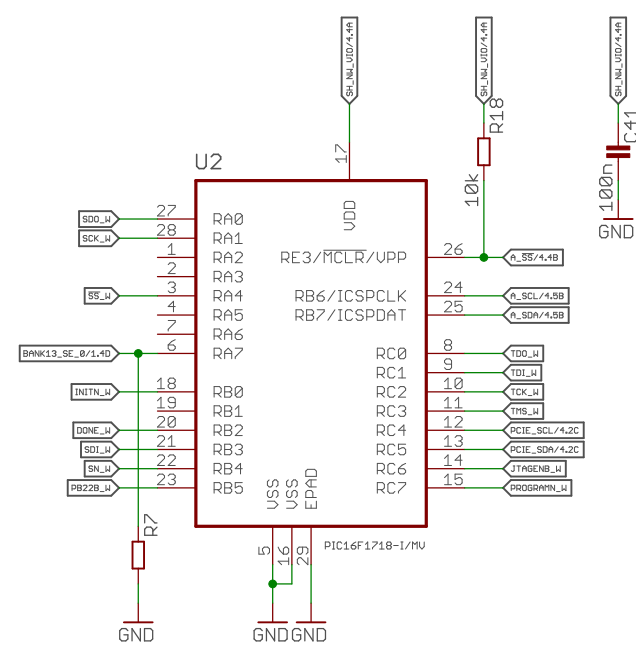 SH_NW_VIO/4.4A
SH_NW_VIO/4.4A
SH_NW_VIO/4.4A
R18
10k
C41
100n
GND
U2
17
VDD
SDO_W 27 RA0
SCK_W 28 RA1
1 RA2
2 RA3
SS_W 3 RA4
4 RA5
7 RA6
BANK13_SE_0/1.4D 6 RA7
INITN_W 18 RB0
19 RB1
DONE_W 20 RB2
SDI_W 21 RB3
SN_W 22 RB4
PB22B_W 23 RB5
RE3/MCLR/VPP 26 A_SS/4.4B
RB6/ICSPCLK 24 A_SCL/4.5B
RB7/ICSPDAT 25 A_SDA/4.5B
RC0 8 TDO_W
RC1 9 TDI_W
RC2 10 TCK_W
RC3 11 TMS_W
RC4 12 PCIE_SCL/4.2C
RC5 13 PCIE_SDA/4.2C
RC6 14 JTAGENB_W
RC7 15 PROGRAMN_W
VSS
VSS
EPAD
5
16
29
PIC16F1718-I/MV
R7
GND
GND
GND